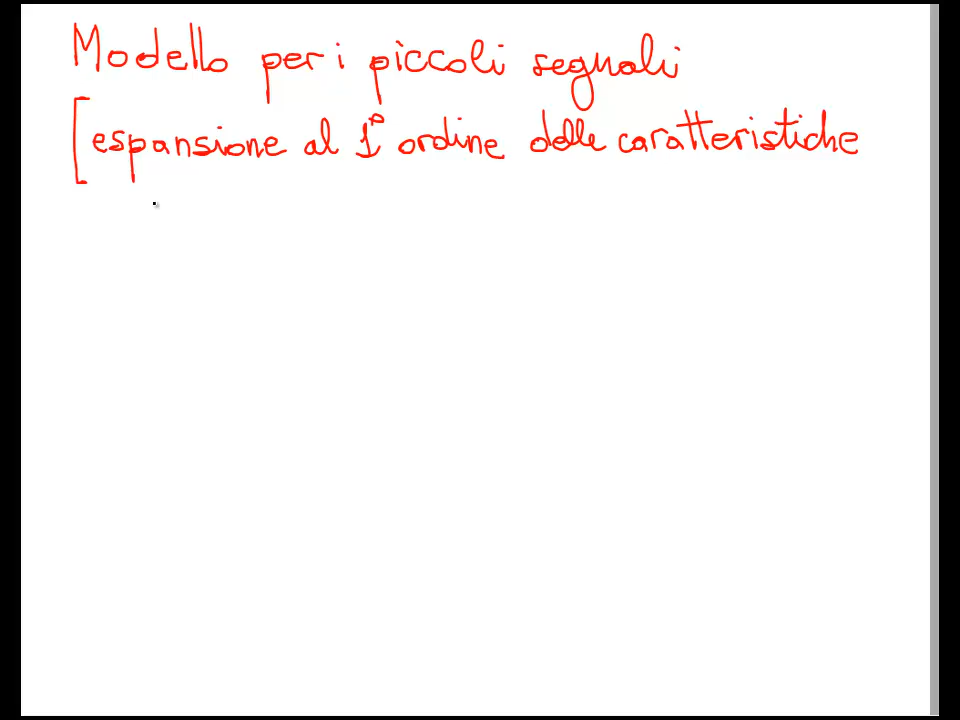 Modello per i piccoli segnali
[espansione al 1° ordine delle caratteristiche